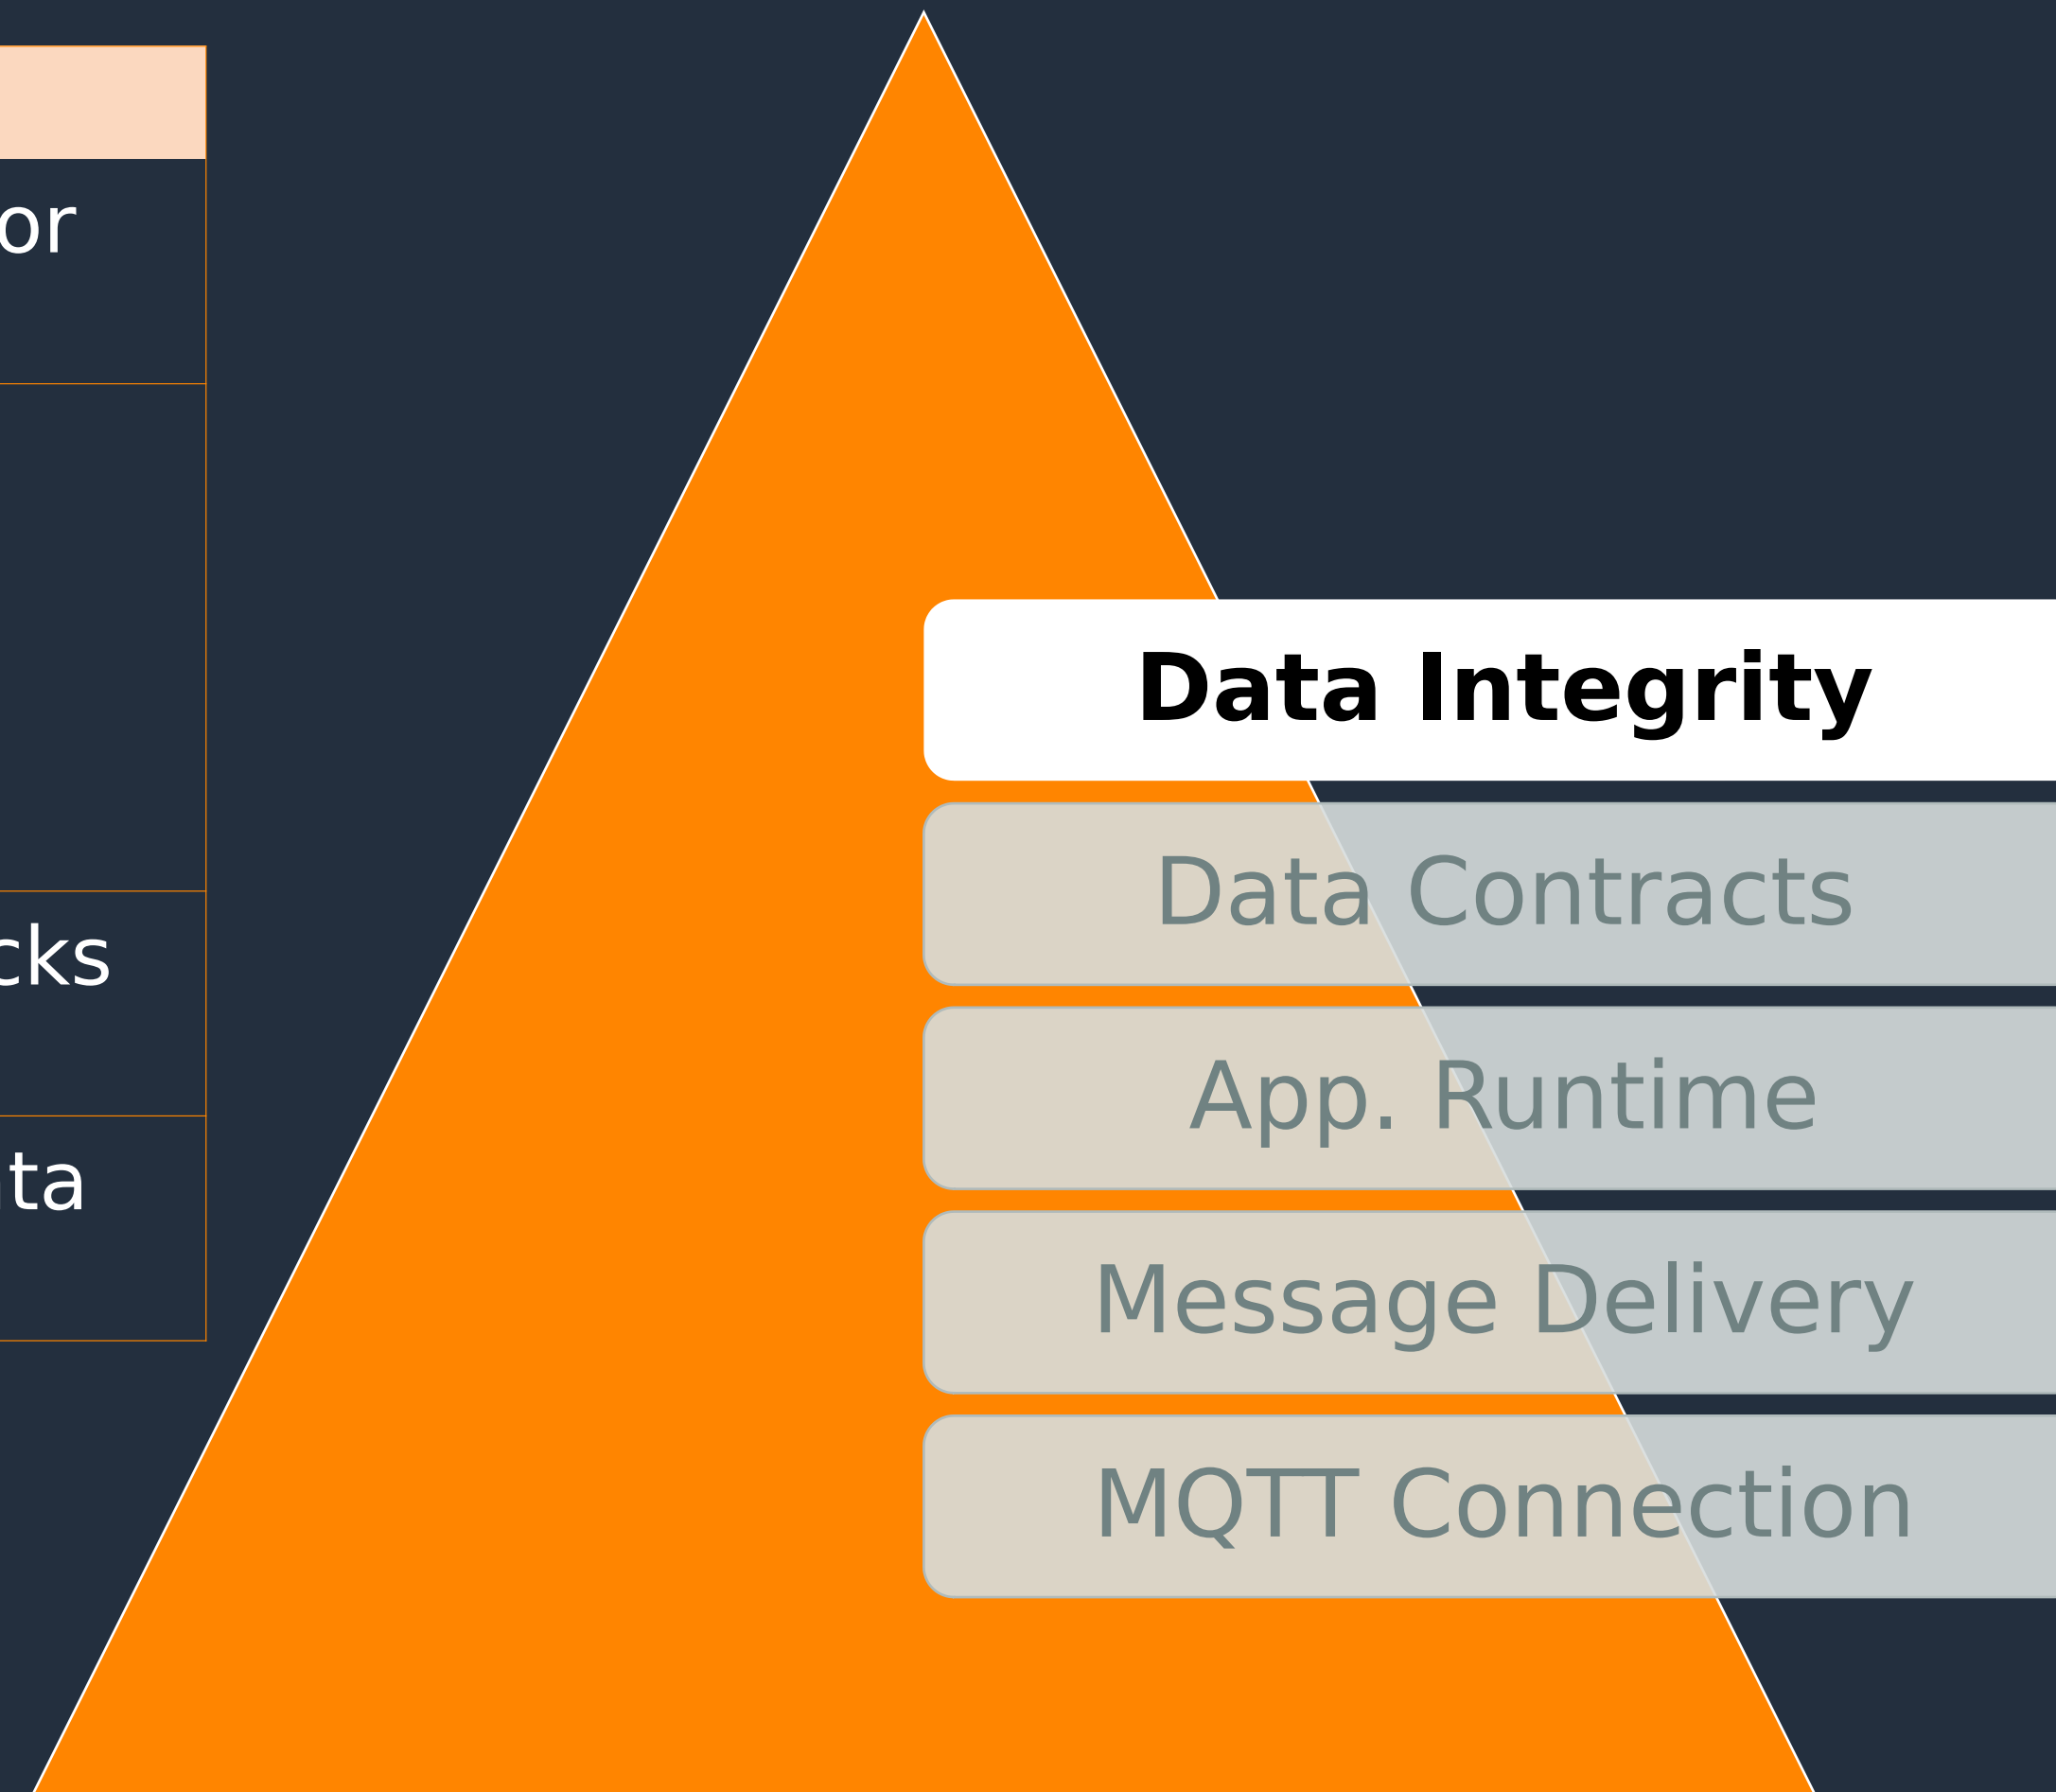 or
cks
ta
Data Integrity
Data Contracts
App. Runtime
Message Delivery
MQTT Connection